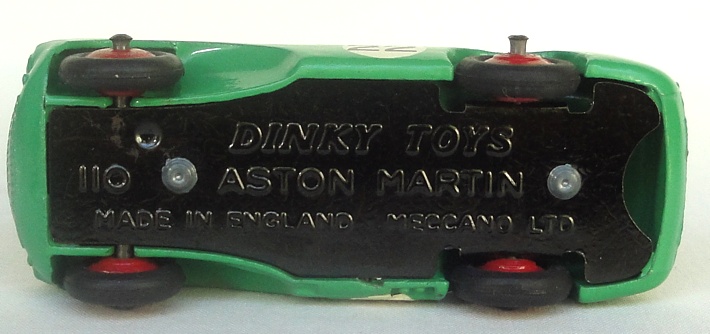 DINKY TOYS
110 ASTON MARTIN
MADE IN ENGLAND MECCANO LTD